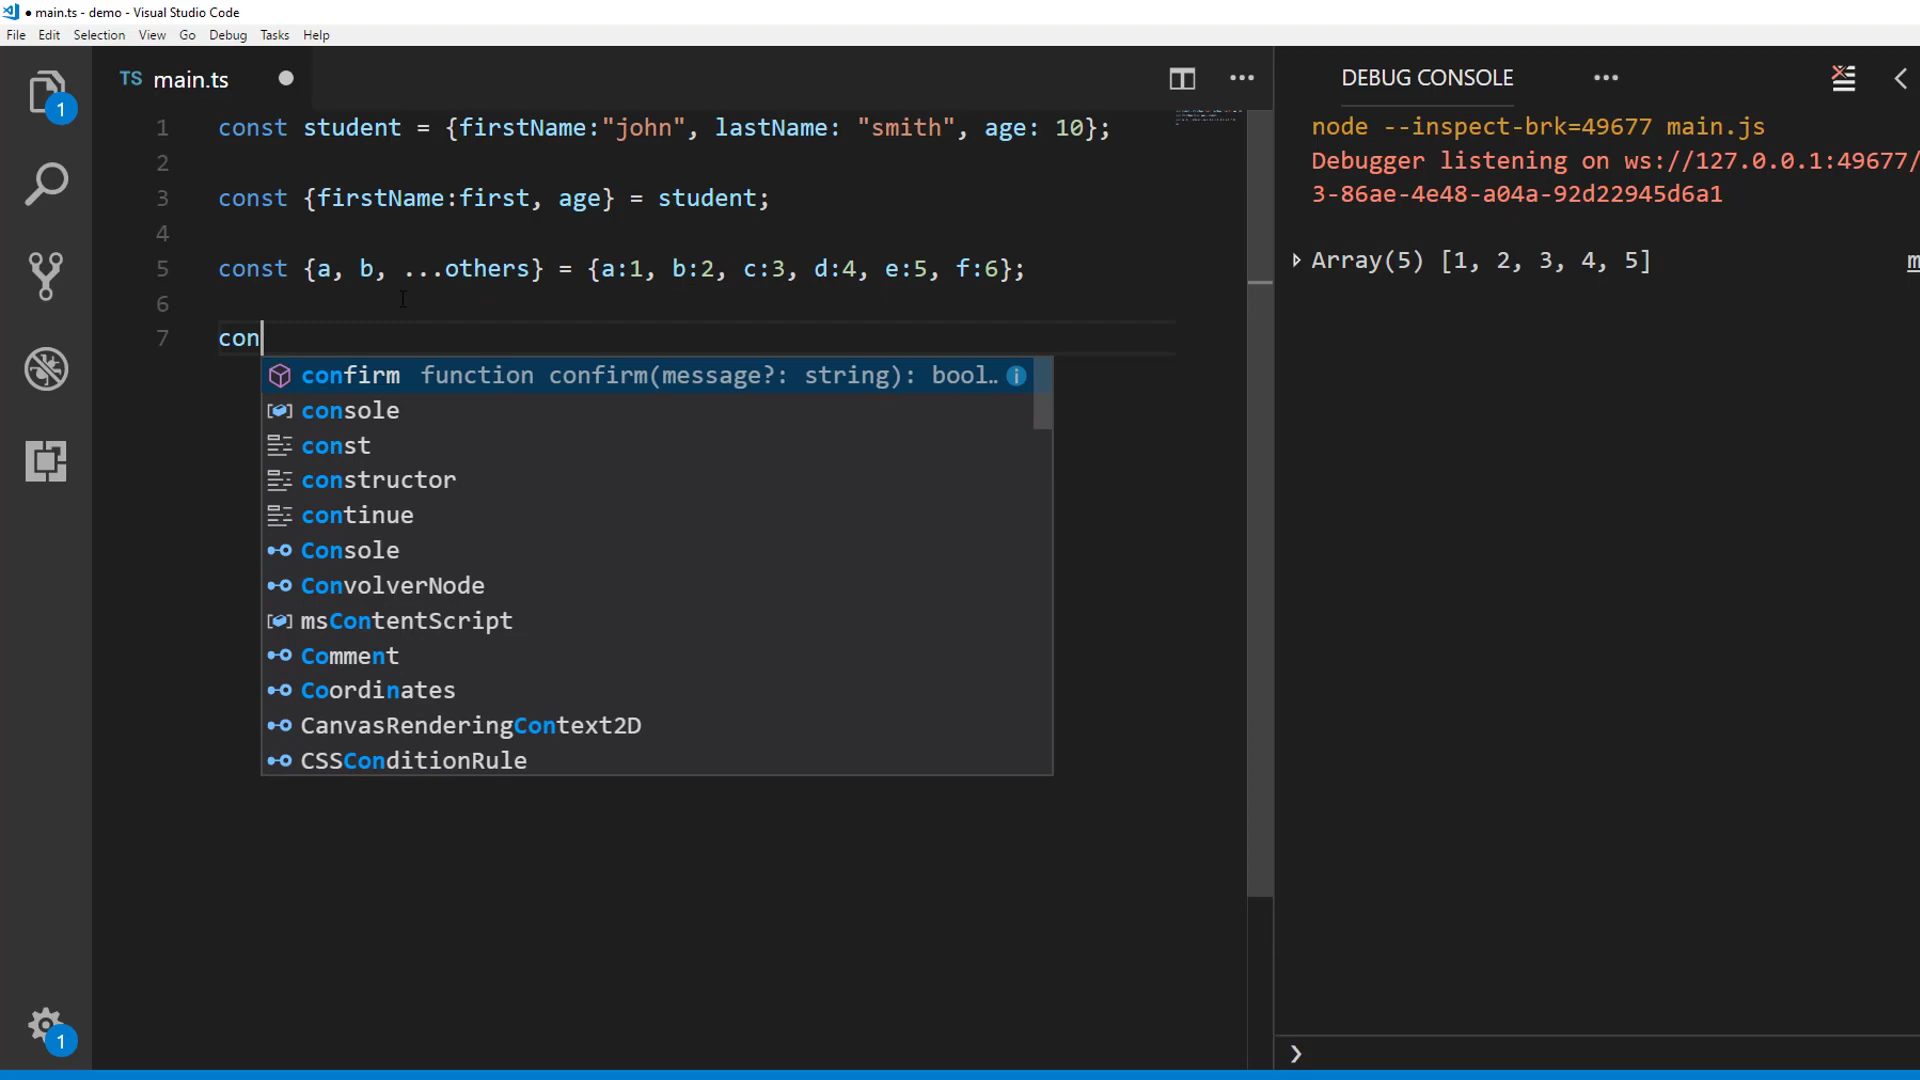 ● main.ts - demo - Visual Studio Code
File Edit Selection View Go Debug Tasks Help
TS main.ts ●
1 const student = {firstName:"john", lastName: "smith", age: 10};
2
3 const {firstName:first, age} = student;
4
5 const {a, b, ...others} = {a:1, b:2, c:3, d:4, e:5, f:6};
6
7 con
confirm function confirm(message?: string): bool…
console
const
constructor
continue
Console
ConvolverNode
msContentScript
Comment
Coordinates
CanvasRenderingContext2D
CSSConditionRule
1
1
DEBUG CONSOLE
node --inspect-brk=49677 main.js
Debugger listening on ws://127.0.0.1:49677/
3-86ae-4e48-a04a-92d22945d6a1
Array(5) [1, 2, 3, 4, 5] m